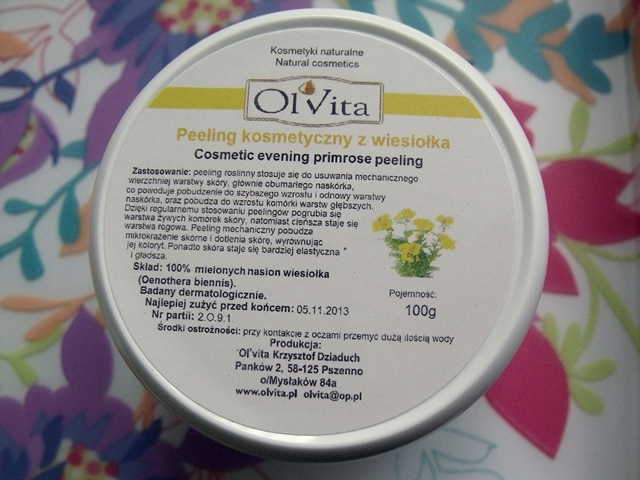 Kosmetyki naturalne
Natural cosmetics
Ol'Vita
Peeling kosmetyczny z wiesiołka
Cosmetic evening primrose peeling
Zastosowanie: peeling roslinny stosuje się do usuwania mechanicznego
wierzchniej warstwy skóry, głównie obumarłego naskórka,
co powoduje pobudzenie do szybszego wzrostu i odnowy warstwy
naskórka, oraz pobudza do wzrostu komórki warstw głębszych.
Dzięki regularnemu stosowaniu peelingów pogrubia się
warstwa żywych komórek skóry, natomiast cieńsza staje się
warstwa rogowa. Peeling mechaniczny pobudza
mikrokrążenie skórne i dotlenia skórę, wyrównując
jej koloryt. Ponadto skóra staje się bardziej elastyczna
i gładsza.
Skład: 100% mielonych nasion wiesiołka
(Oenothera biennis).
Badany dermatologicznie.
Najlepiej zużyć przed końcem: 05.11.2013
Nr partii: 2.O.9.1
Pojemność:
100g
Środki ostrożności: przy kontakcie z oczami przemyć dużą ilością wody
Produkcja:
Ol'vita Krzysztof Dziaduch
Panków 2, 58-125 Pszenno
o/Mysłaków 84a
www.olvita.pl olvita@op.pl